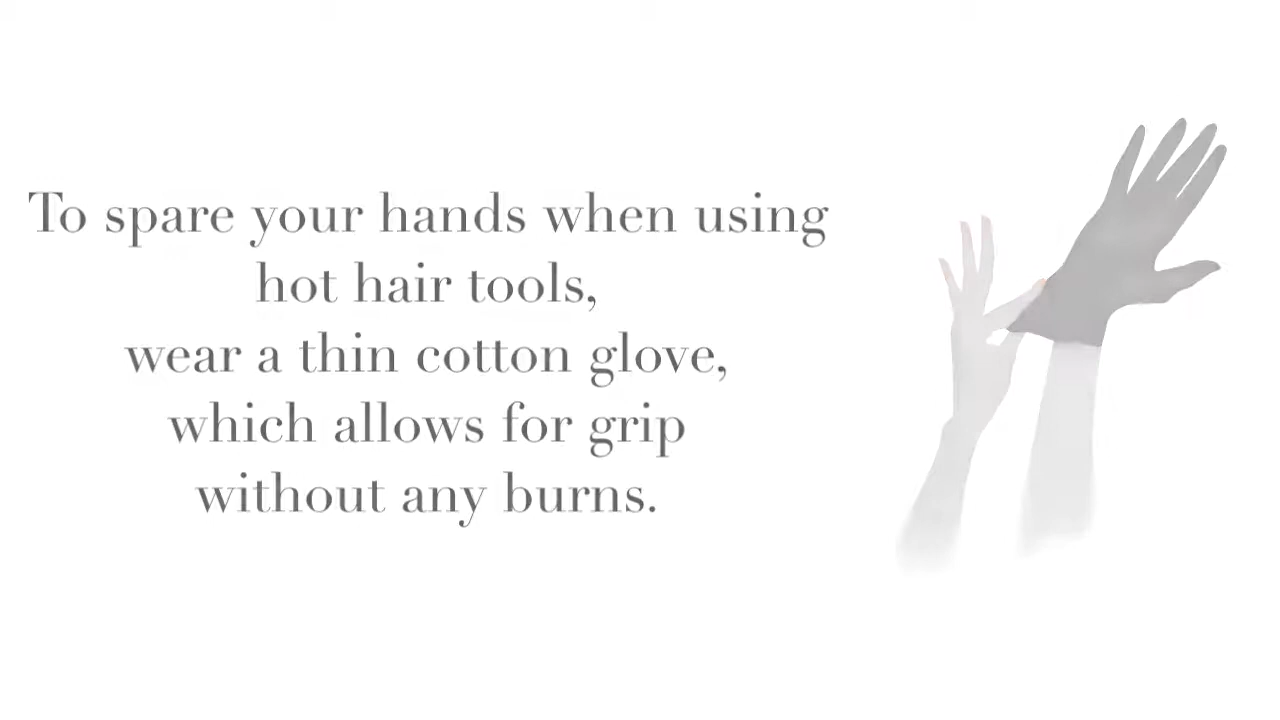 To spare your hands when using
hot hair tools,
wear a thin cotton glove,
which allows for grip
without any burns.